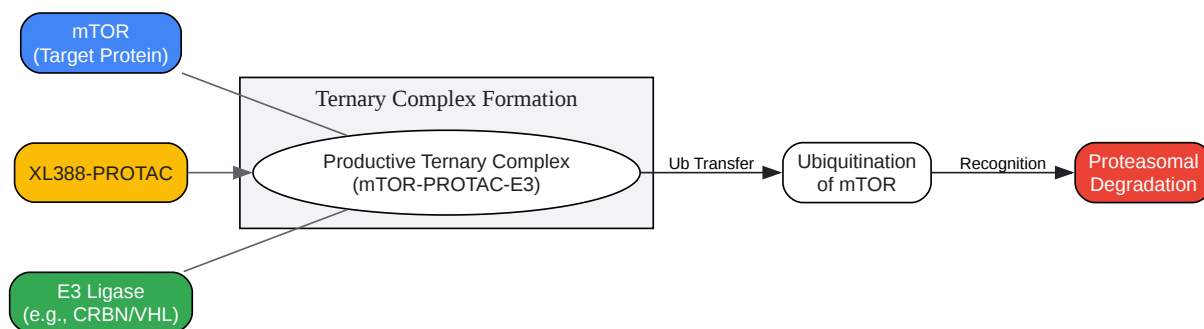 mTOR
(Target Protein)
Ternary Complex Formation
XL388-PROTAC
Productive Ternary Complex
(mTOR-PROTAC-E3)
Ub Transfer
Ubiquitination
of mTOR
Recognition
Proteasomal
Degradation
E3 Ligase
(e.g., CRBN/VHL)